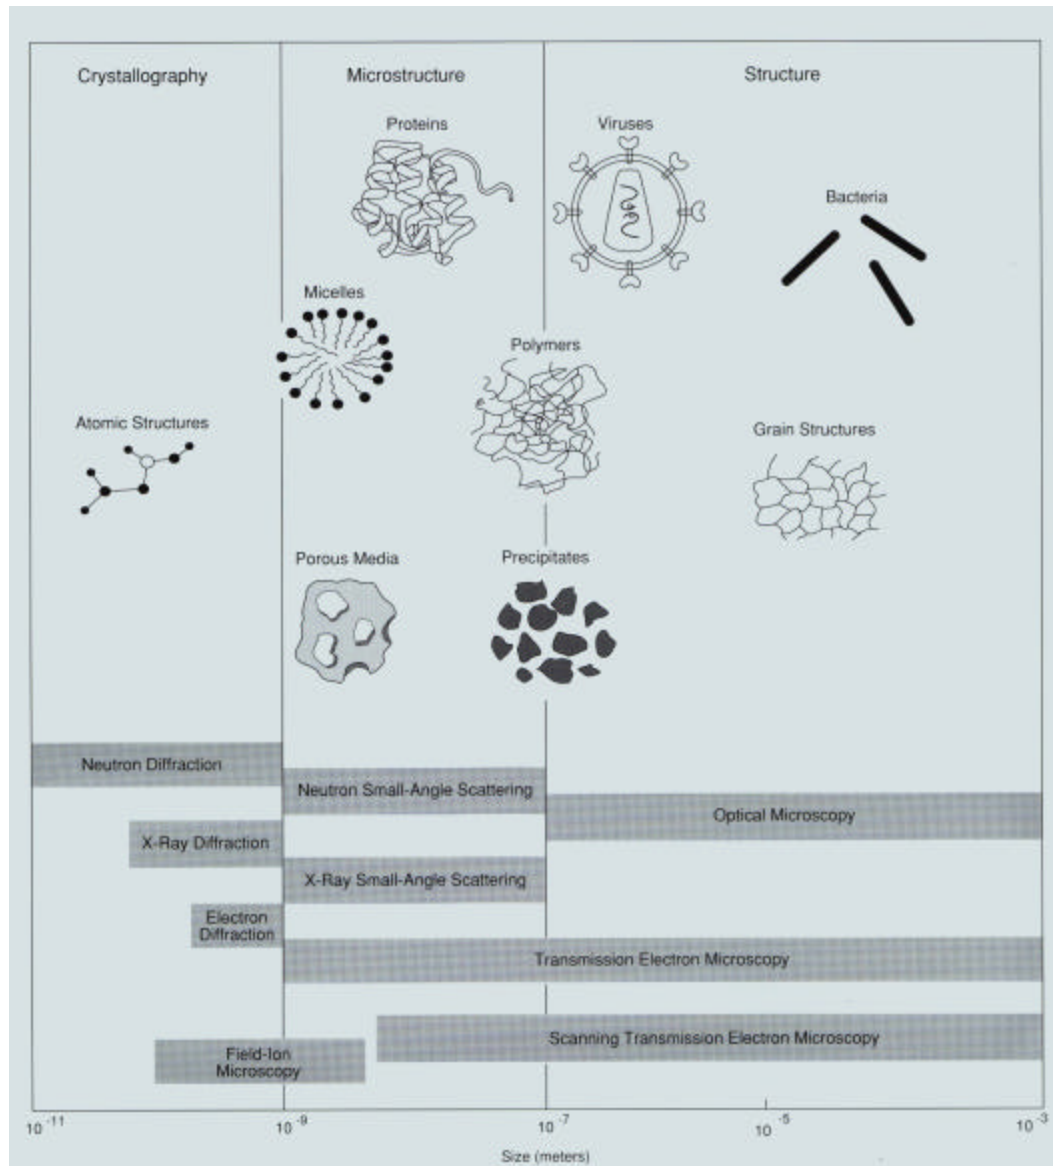 Crystallography
Microstructure
Structure
Proteins
Viruses
Bacteria
Micelles
Polymers
Atomic Structures
Grain Structures
Porous Media
Precipitates
Neutron Diffraction
Neutron Small-Angle Scattering
Optical Microscopy
X-Ray Diffraction
X-Ray Small-Angle Scattering
Electron
Diffraction
Transmission Electron Microscopy
Scanning Transmission Electron Microscopy
Field-Ion
Microscopy
10⁻¹¹
10⁻⁹
10⁻⁷
10⁻⁵
10⁻³
Size (meters)